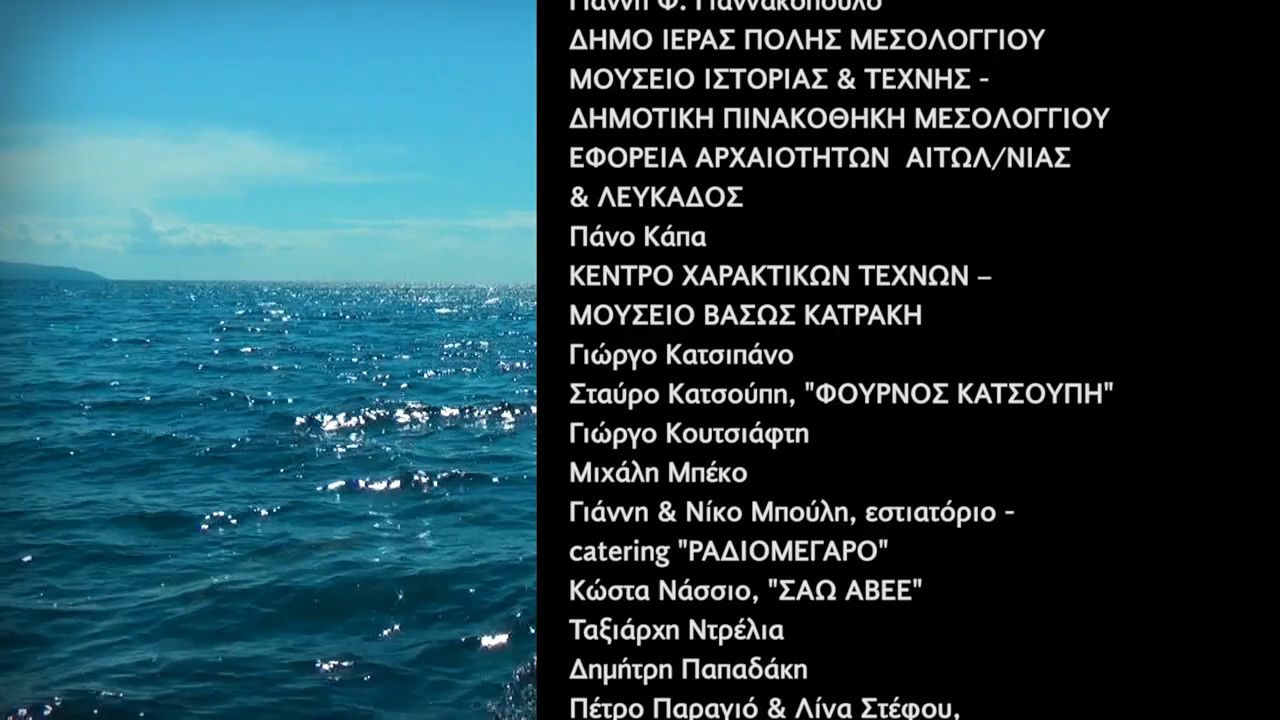 Γιάννη Φ. Γιαννακόπουλο
ΔΗΜΟ ΙΕΡΑΣ ΠΟΛΗΣ ΜΕΣΟΛΟΓΓΙΟΥ
ΜΟΥΣΕΙΟ ΙΣΤΟΡΙΑΣ & ΤΕΧΝΗΣ -
ΔΗΜΟΤΙΚΗ ΠΙΝΑΚΟΘΗΚΗ ΜΕΣΟΛΟΓΓΙΟΥ
ΕΦΟΡΕΙΑ ΑΡΧΑΙΟΤΗΤΩΝ ΑΙΤΩΛ/ΝΙΑΣ
& ΛΕΥΚΑΔΟΣ
Πάνο Κάπα
ΚΕΝΤΡΟ ΧΑΡΑΚΤΙΚΩΝ ΤΕΧΝΩΝ –
ΜΟΥΣΕΙΟ ΒΑΣΩΣ ΚΑΤΡΑΚΗ
Γιώργο Κατσιπάνο
Σταύρο Κατσούπη, "ΦΟΥΡΝΟΣ ΚΑΤΣΟΥΠΗ"
Γιώργο Κουτσιάφτη
Μιχάλη Μπέκο
Γιάννη & Νίκο Μπούλη, εστιατόριο -
catering "ΡΑΔΙΟΜΕΓΑΡΟ"
Κώστα Νάσσιο, "ΣΑΩ ΑΒΕΕ"
Ταξιάρχη Ντρέλια
Δημήτρη Παπαδάκη
Πέτρο Παραγιό & Λίνα Στέφου,